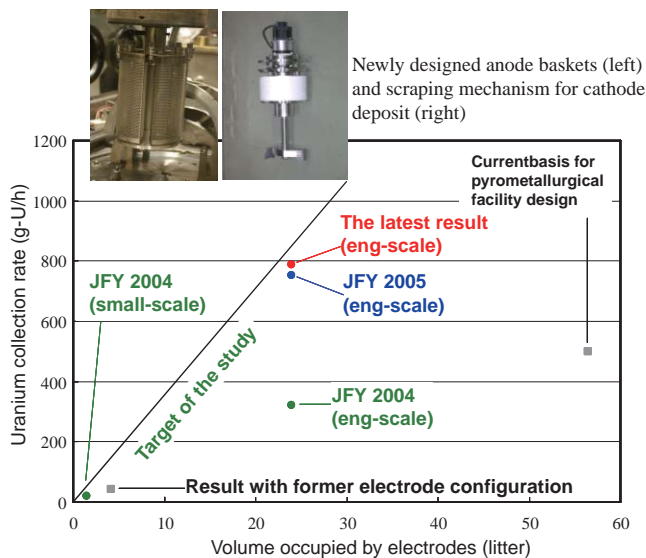 Newly designed anode baskets (left)
and scraping mechanism for cathode
deposit (right)
Uranium collection rate (g-U/h)
1200
1000
800
600
400
200
0
Currentbasis for
pyrometallurgical
facility design
The latest result
(eng-scale)
JFY 2004
(small-scale)
JFY 2005
(eng-scale)
Target of the study
JFY 2004
(eng-scale)
Result with former electrode configuration
0 10 20 30 40 50 60
Volume occupied by electrodes (litter)